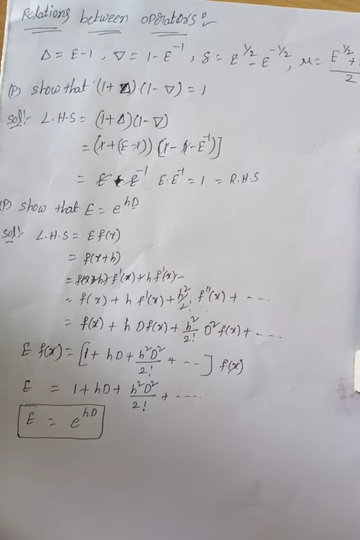 Relations between operators:
Δ = E-1, ∇ = 1-E⁻¹, δ = E^1/2 - E^-1/2, μ = E^1/2 + / 2
(P) show that (1+Δ)(1-∇) = 1
Sol:- L.H.S = (1+Δ)(1-∇)
= (1+(E-1)) [1-1-E⁻¹)]
= E E⁻¹ E.E⁻¹ = 1 = R.H.S
(P) show that E = e^hD
Sol:- L.H.S = E f(x)
= f(x+h)
= f(x+h) f'(x) + h f'(x) -
= f(x) + h f'(x) + h²/2! f''(x) + ----
= f(x) + h Df(x) + h²/2! D² f(x) + ----
E f(x) = [1 + hD + h²D²/2! + --- ] f(x)
E = 1 + hD + h²D²/2! + ----
E = e^hD